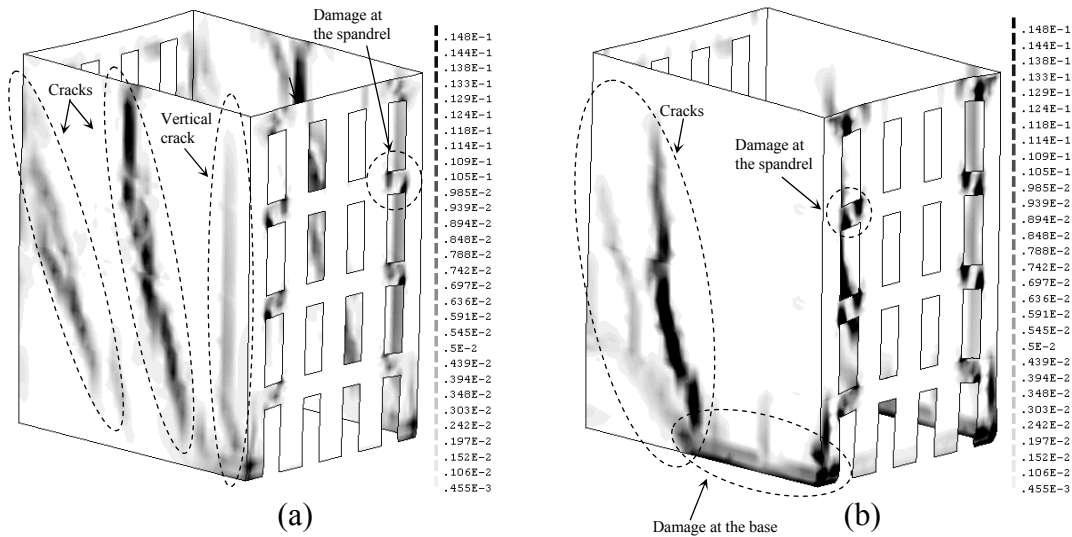 Damage at
the spandrel
Cracks
Vertical
crack
.148E-1
.144E-1
.138E-1
.133E-1
.129E-1
.124E-1
.118E-1
.114E-1
.109E-1
.105E-1
.985E-2
.939E-2
.894E-2
.848E-2
.788E-2
.742E-2
.697E-2
.636E-2
.591E-2
.545E-2
.5E-2
.439E-2
.394E-2
.348E-2
.303E-2
.242E-2
.197E-2
.152E-2
.106E-2
.455E-3
(a)
Cracks
Damage at
the spandrel
Damage at the base
.148E-1
.144E-1
.138E-1
.133E-1
.129E-1
.124E-1
.118E-1
.114E-1
.109E-1
.105E-1
.985E-2
.939E-2
.894E-2
.848E-2
.788E-2
.742E-2
.697E-2
.636E-2
.591E-2
.545E-2
.5E-2
.439E-2
.394E-2
.348E-2
.303E-2
.242E-2
.197E-2
.152E-2
.106E-2
.455E-3
(b)